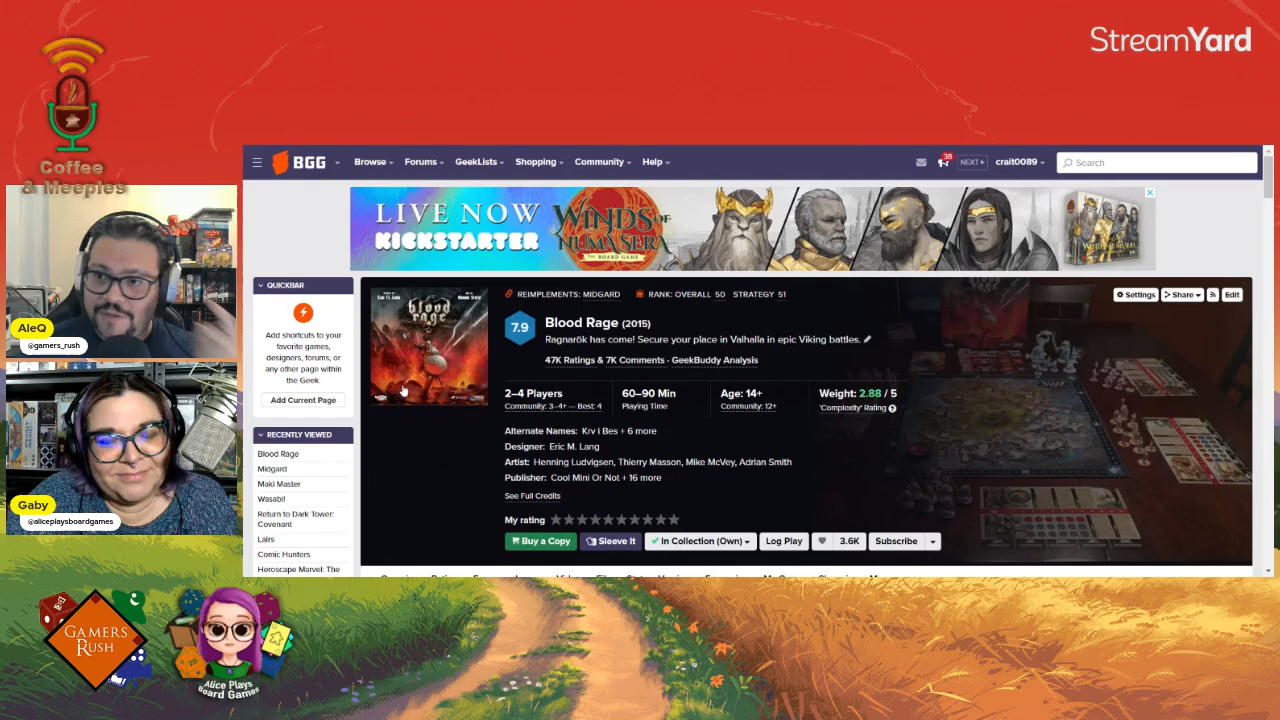 StreamYard
Coffee
& Meeples
AleQ
@gamers_rush
Gaby
@aliceplaysboardgames
GAMERS
RUSH
Alice Plays
Board Games
BGG
Browse
Forums
GeekLists
Shopping
Community
Help
38
NEXT
crait0089
Search
LIVE NOW
KICKSTARTER
WINDS OF
NUMA SERA
THE BOARD GAME
QUICKBAR
Add shortcuts to your
favorite games,
designers, forums, or
any other page within
the Geek.
Add Current Page
RECENTLY VIEWED
Blood Rage
Midgard
Maki Master
Wasabi!
Return to Dark Tower:
Covenant
Lairs
Comic Hunters
Heroscape Marvel: The
blood
rage
REIMPLEMENTS: MIDGARD
RANK: OVERALL 50 STRATEGY 51
Settings
Share
Edit
7.9
Blood Rage (2015)
Ragnarök has come! Secure your place in Valhalla in epic Viking battles.
47K Ratings & 7K Comments · GeekBuddy Analysis
2–4 Players
Community: 3–4+ — Best: 4
60–90 Min
Playing Time
Age: 14+
Community: 12+
Weight: 2.88 / 5
'Complexity' Rating
Alternate Names: Krv i Bes + 6 more
Designer: Eric M. Lang
Artist: Henning Ludvigsen, Thierry Masson, Mike McVey, Adrian Smith
Publisher: Cool Mini Or Not + 16 more
See Full Credits
My rating
Buy a Copy
Sleeve It
In Collection (Own)
Log Play
3.6K
Subscribe